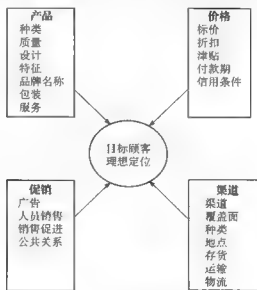 产品
种类
质量
设计
特征
品牌名称
包装
服务
价格
标价
折扣
津贴
付款期
信用条件
目标顾客
理想定位
促销
广告
人员销售
销售促进
公共关系
渠道
渠道
覆盖面
种类
地点
存货
运输
物流